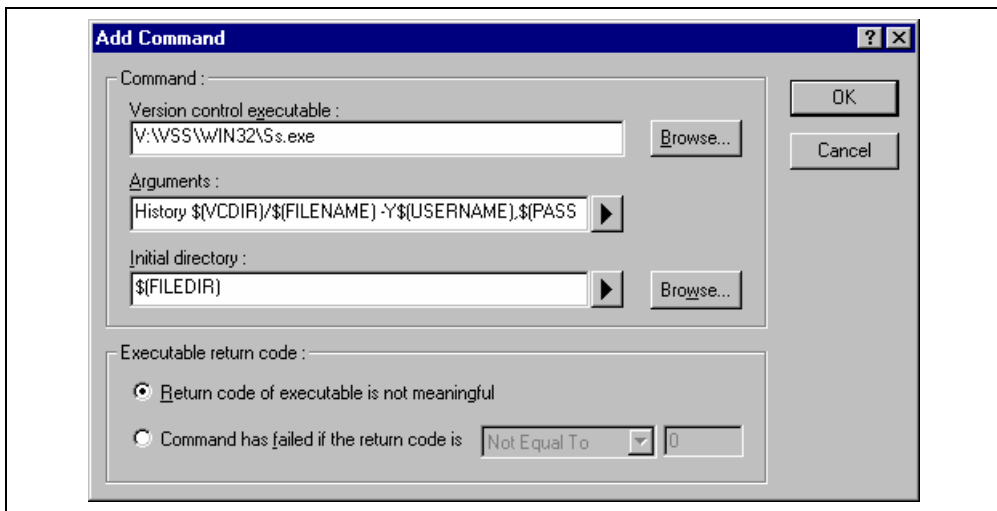 Add Command
Command :
Version control executable :
V:\VSS\WIN32\Ss.exe
Browse...
OK
Cancel
Arguments :
History $(VCDIR)/$(FILENAME) -Y$(USERNAME),$(PASS
Initial directory :
$(FILEDIR)
Browse...
Executable return code :
Return code of executable is not meaningful
Command has failed if the return code is
Not Equal To
0